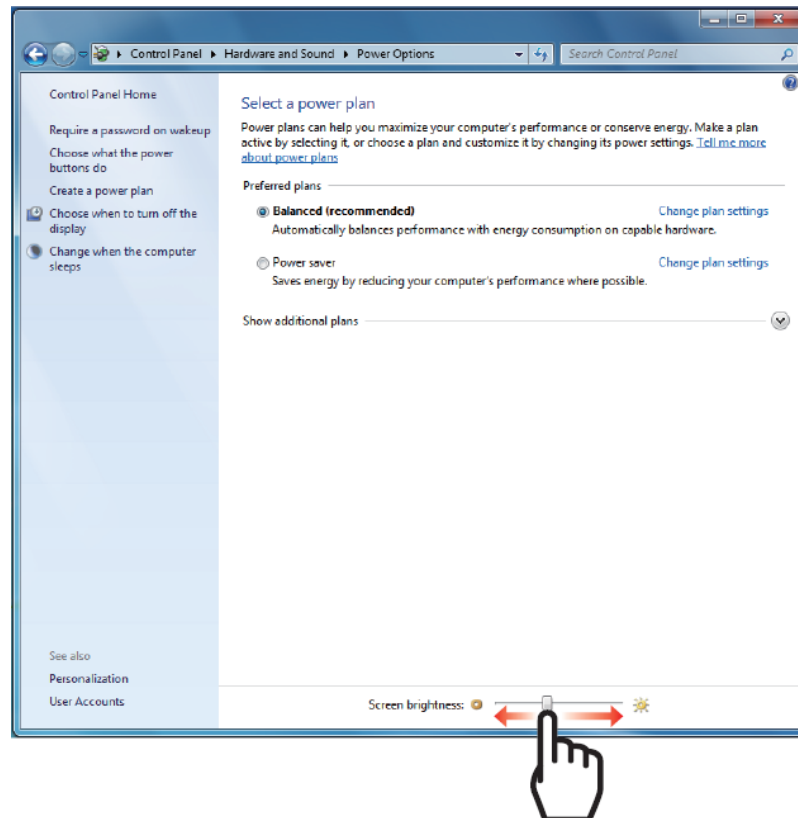 Control Panel Hardware and Sound Power Options Search Control Panel
Control Panel Home
Require a password on wakeup
Choose what the power
buttons do
Create a power plan
Choose when to turn off the
display
Change when the computer
sleeps
Select a power plan
Power plans can help you maximize your computer's performance or conserve energy. Make a plan
active by selecting it, or choose a plan and customize it by changing its power settings. Tell me more
about power plans
Preferred plans
Balanced (recommended) Change plan settings
Automatically balances performance with energy consumption on capable hardware.
Power saver Change plan settings
Saves energy by reducing your computer's performance where possible.
Show additional plans
See also
Personalization
User Accounts
Screen brightness: